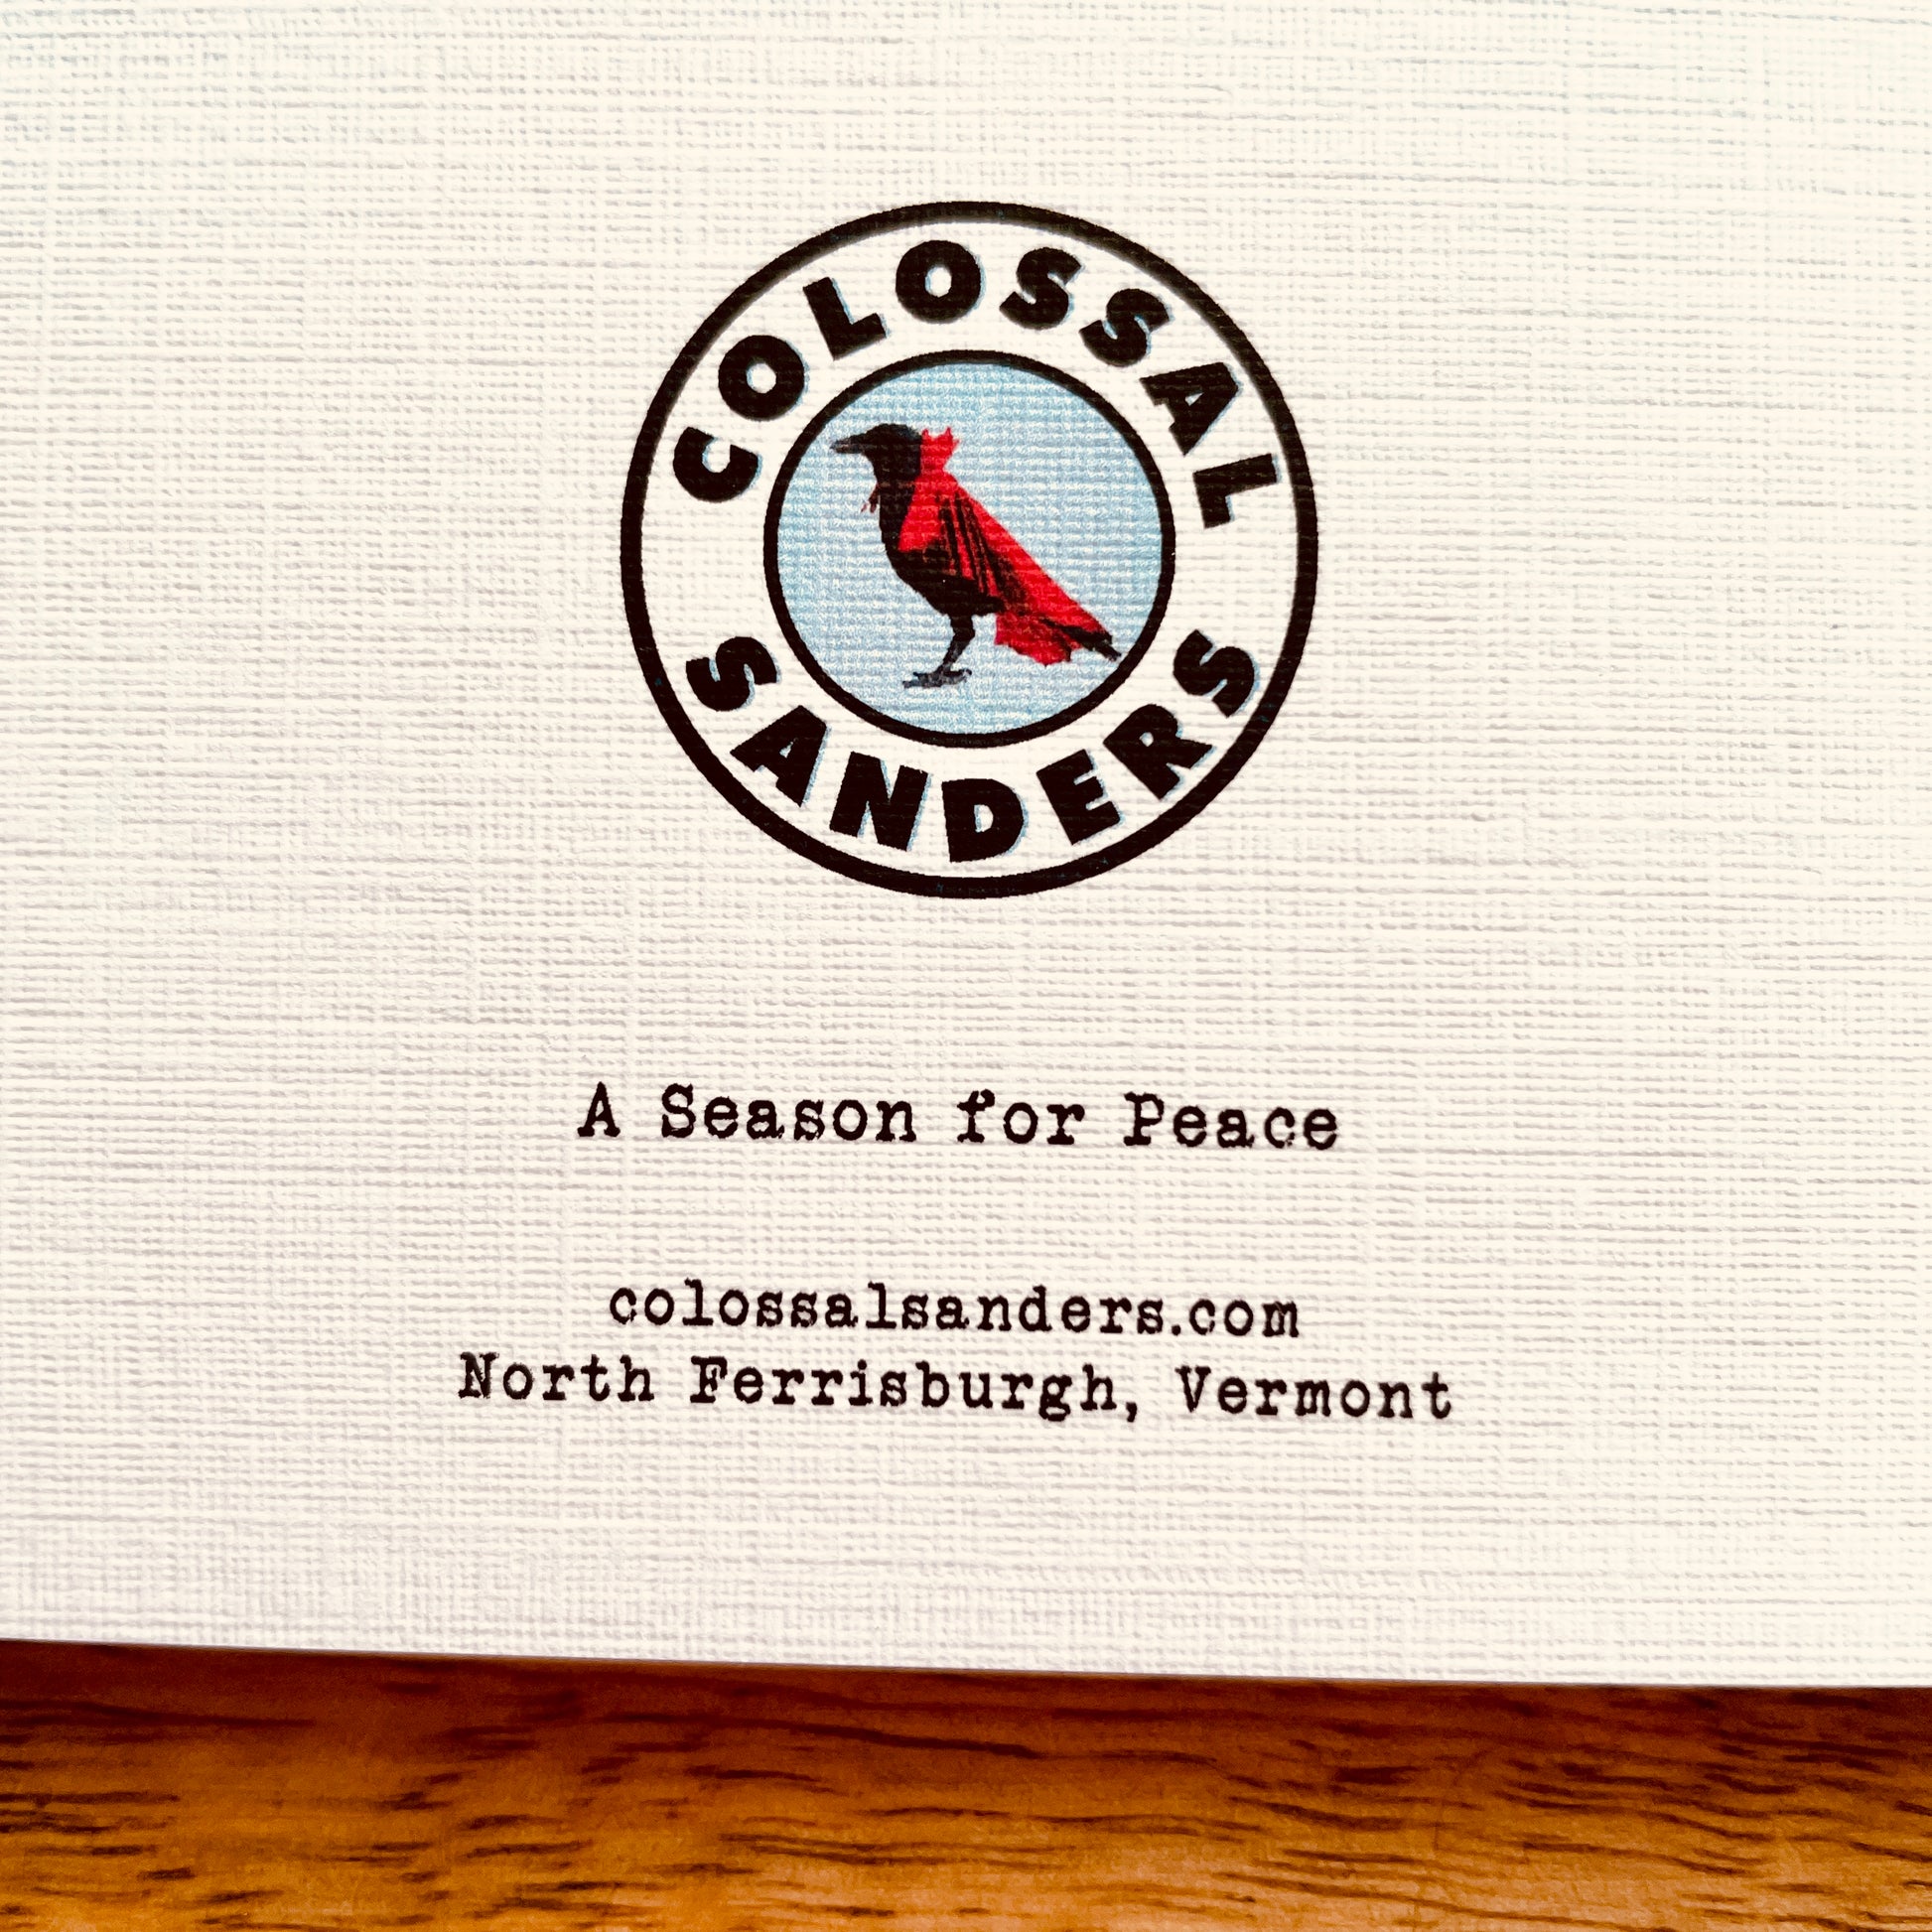 COLOSSAL
SANDERS
A Season for Peace
colossalsanders.com
North Ferrisburgh, Vermont